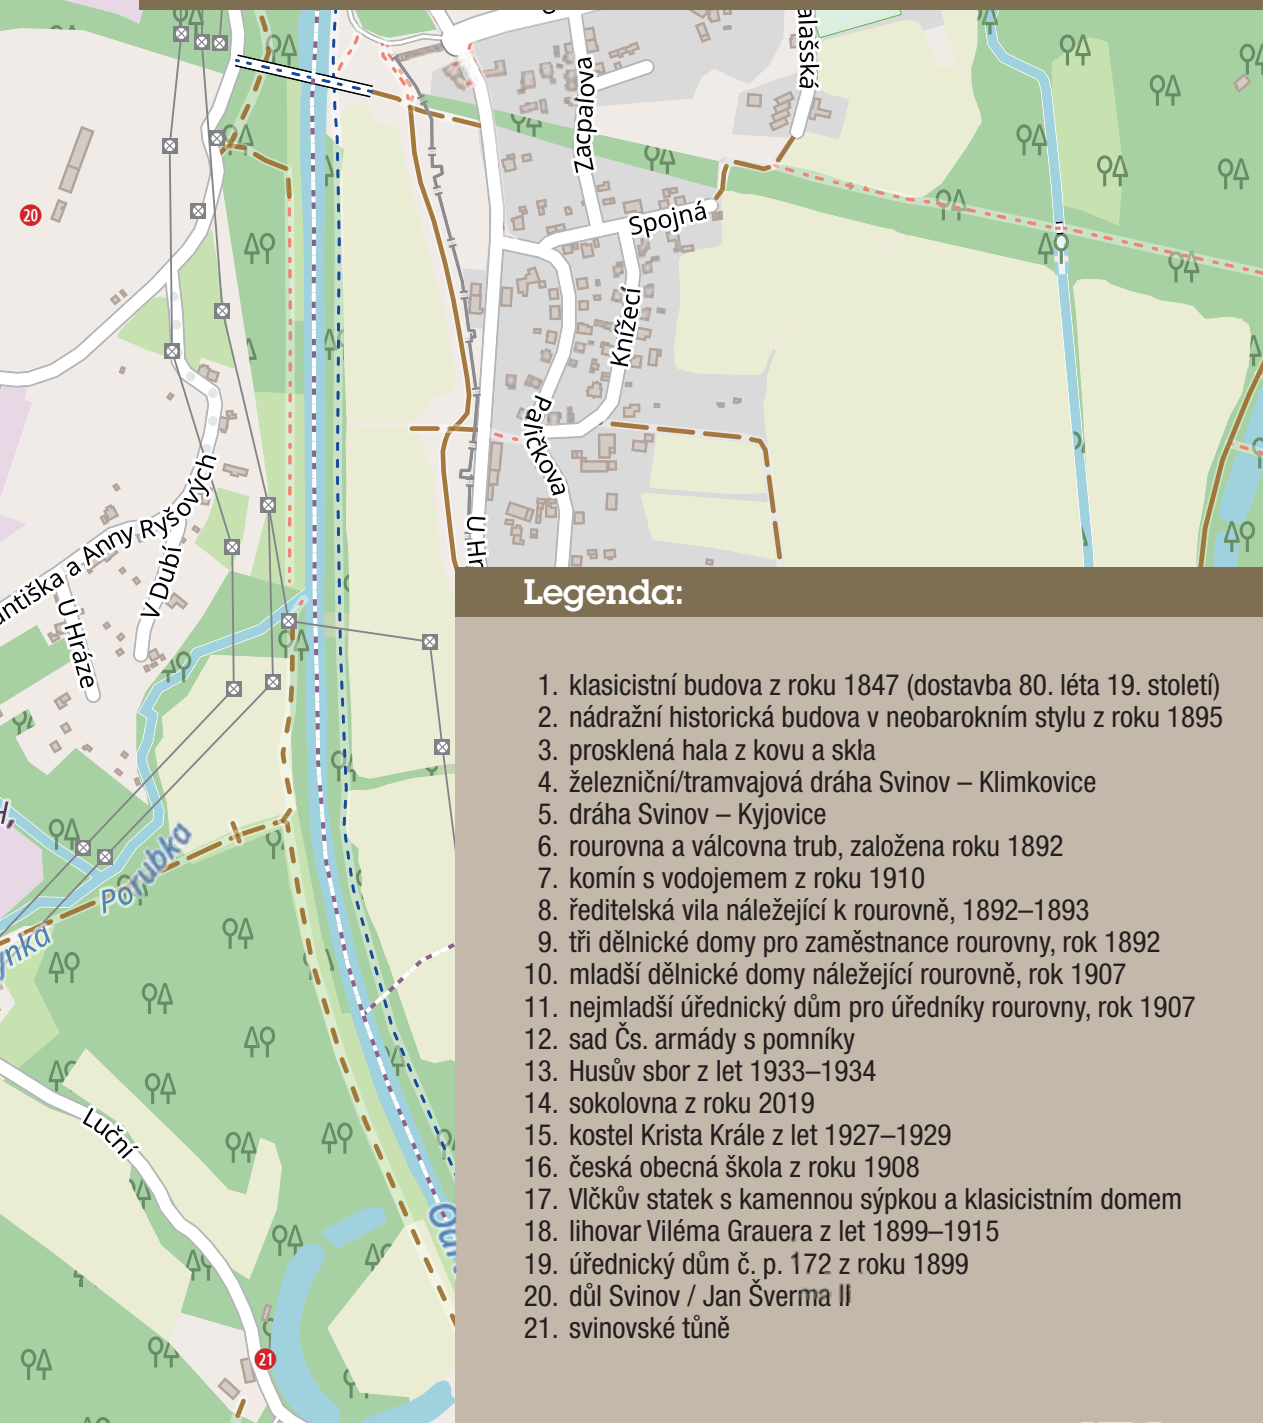 alašská
Zacpalova
20
Spojná
Knížecí
Paličkova
antiška a Anny Ryšových
V Dubí
U Hráze
U Hr
Legenda:
1. klasicistní budova z roku 1847 (dostavba 80. léta 19. století)
2. nádražní historická budova v neobarokním stylu z roku 1895
3. prosklená hala z kovu a skla
4. železniční/tramvajová dráha Svinov – Klimkovice
5. dráha Svinov – Kyjovice
6. rourovna a válcovna trub, založena roku 1892
7. komín s vodojemem z roku 1910
8. ředitelská vila náležející k rourovně, 1892–1893
9. tři dělnické domy pro zaměstnance rourovny, rok 1892
10. mladší dělnické domy náležející rourovně, rok 1907
11. nejmladší úřednický dům pro úředníky rourovny, rok 1907
12. sad Čs. armády s pomníky
13. Husův sbor z let 1933–1934
14. sokolovna z roku 2019
15. kostel Krista Krále z let 1927–1929
16. česká obecná škola z roku 1908
17. Vlčkův statek s kamennou sýpkou a klasicistním domem
18. lihovar Viléma Grauera z let 1899–1915
19. úřednický dům č. p. 172 z roku 1899
20. důl Svinov / Jan Šverma II
21. svinovské tůně
H,
Porubka
ynka
Luční
21